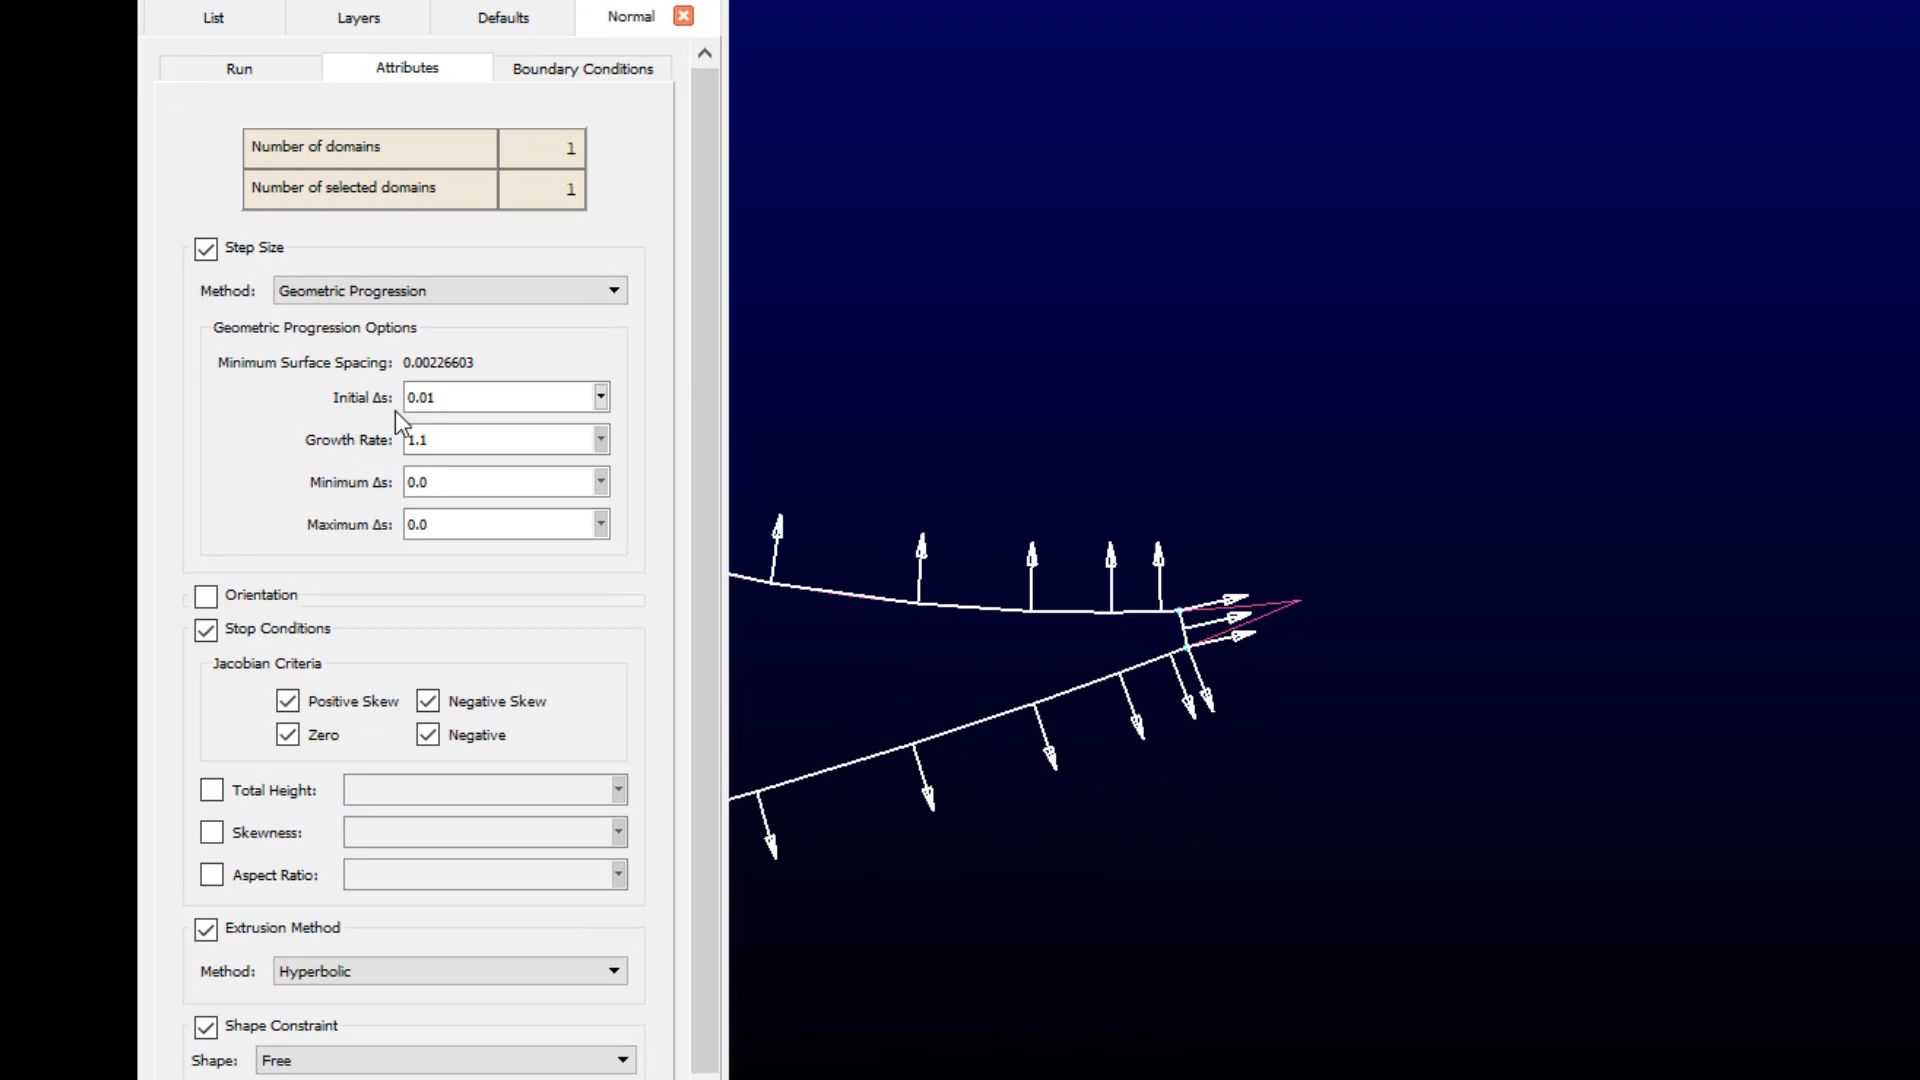 List Layers Defaults Normal
Run Attributes Boundary Conditions
Number of domains 1
Number of selected domains 1
Step Size
Method: Geometric Progression
Geometric Progression Options
Minimum Surface Spacing: 0.00226603
Initial Δs: 0.01
Growth Rate: 1.1
Minimum Δs: 0.0
Maximum Δs: 0.0
Orientation
Stop Conditions
Jacobian Criteria
Positive Skew Negative Skew
Zero Negative
Total Height:
Skewness:
Aspect Ratio:
Extrusion Method
Method: Hyperbolic
Shape Constraint
Shape: Free